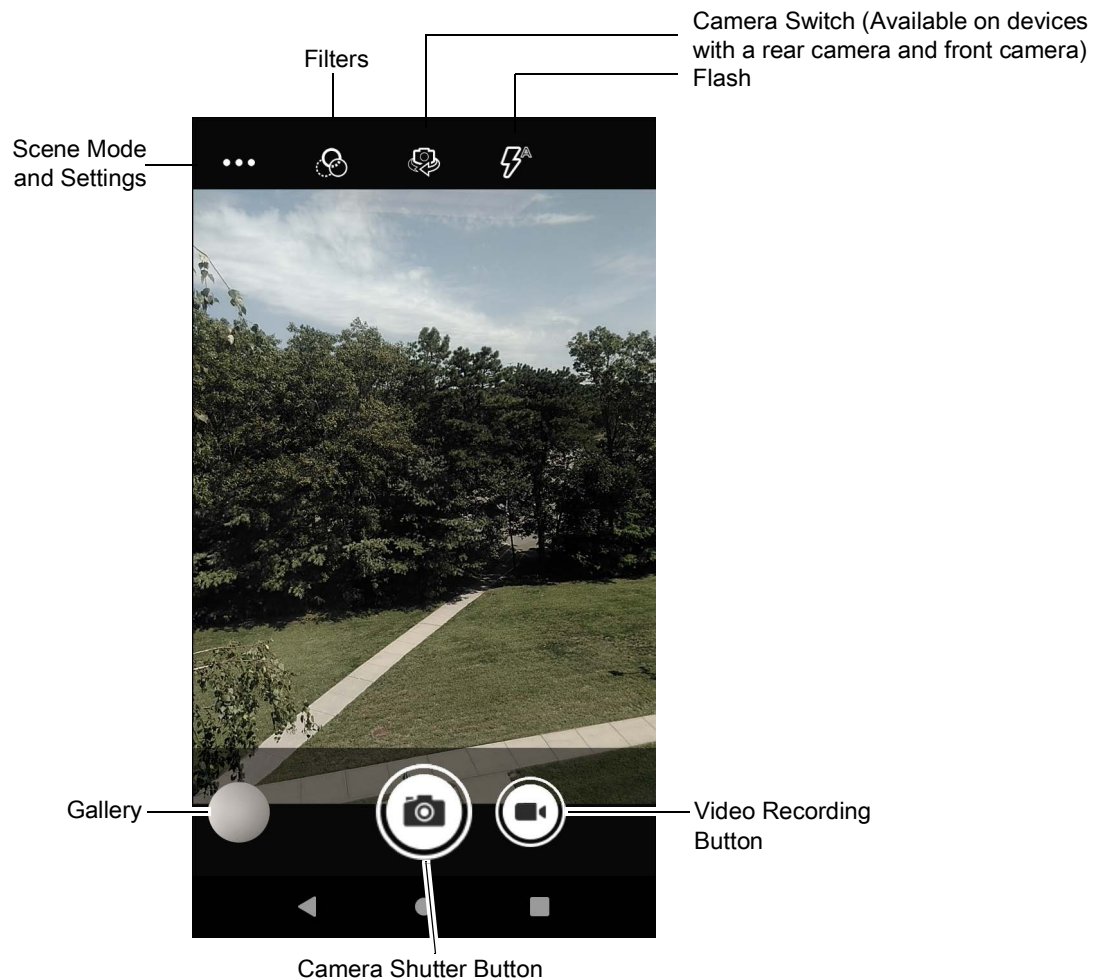 Camera Switch (Available on devices
with a rear camera and front camera)
Filters
Flash
Scene Mode
and Settings
A
Gallery
Video Recording
Button
Camera Shutter Button